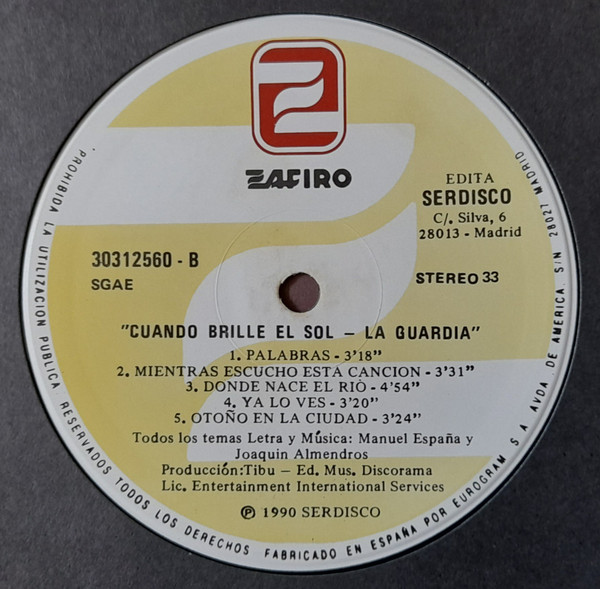 ZAFIRO
EDITA
SERDISCO
C/. Silva, 6
28013 - Madrid
30312560 - B
SGAE
STEREO 33
"CUANDO BRILLE EL SOL – LA GUARDIA"
1. PALABRAS - 3'18"
2. MIENTRAS ESCUCHO ESTA CANCION - 3'31"
3. DONDE NACE EL RIO - 4'54"
4. YA LO VES - 3'20"
5. OTOÑO EN LA CIUDAD - 3'24"
Todos los temas Letra y Música: Manuel España y
Joaquin Almendros
Producción:Tibu – Ed. Mus. Discorama
Lic. Entertainment International Services
℗ 1990 SERDISCO
PROHIBIDA LA UTILIZACION PUBLICA RESERVADOS TODOS LOS DERECHOS FABRICADO EN ESPAÑA POR EUROGRAM S.A. AVDA. DE AMERICA, S/N 28027 MADRID